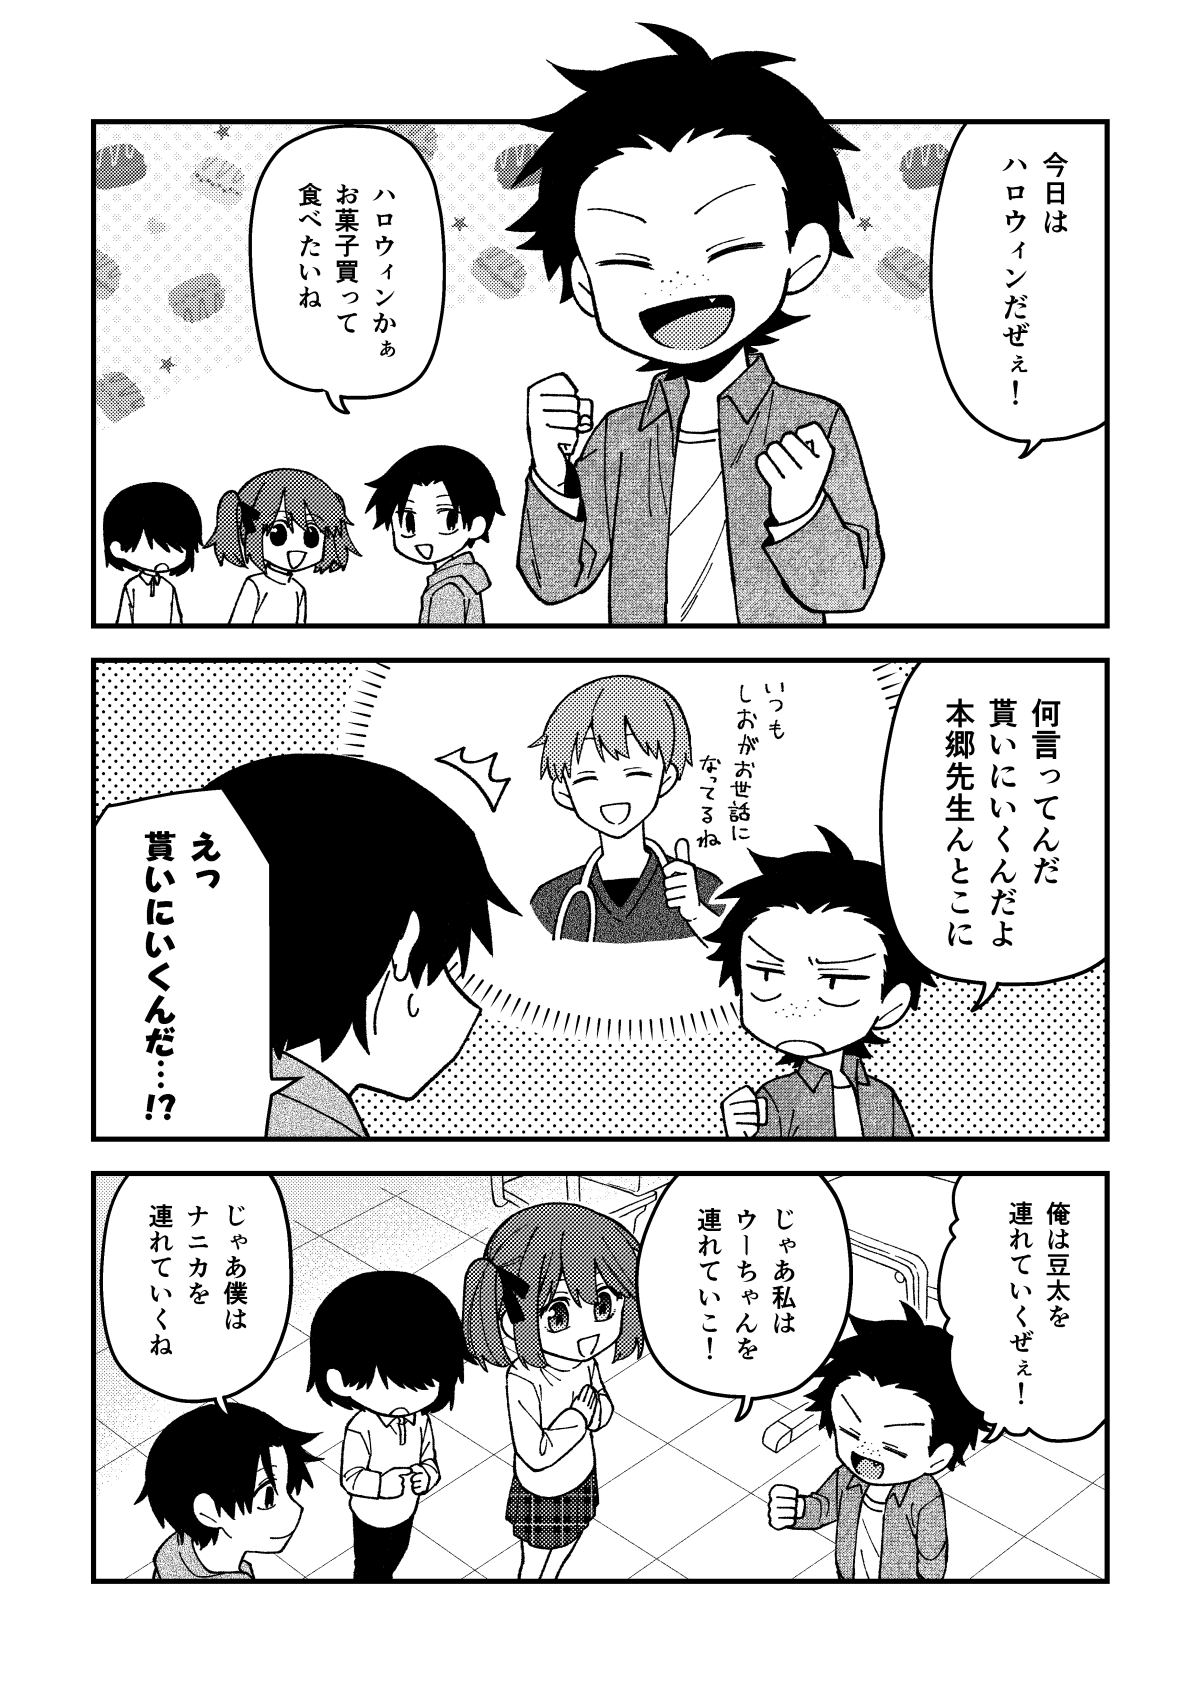 今日は
ハロウィンだぜぇ!
ハロウィンかぁ
お菓子買って
食べたいね
何言ってんだ
貰いにいくんだよ
本郷先生んとこに
いつも
しおがお世話に
なってるね
えっ
貰いにいくんだ…!?
俺は豆太を
連れていくぜぇ!
じゃあ私は
ウーちゃんを
連れていこ!
じゃあ僕は
ナニカを
連れていくね